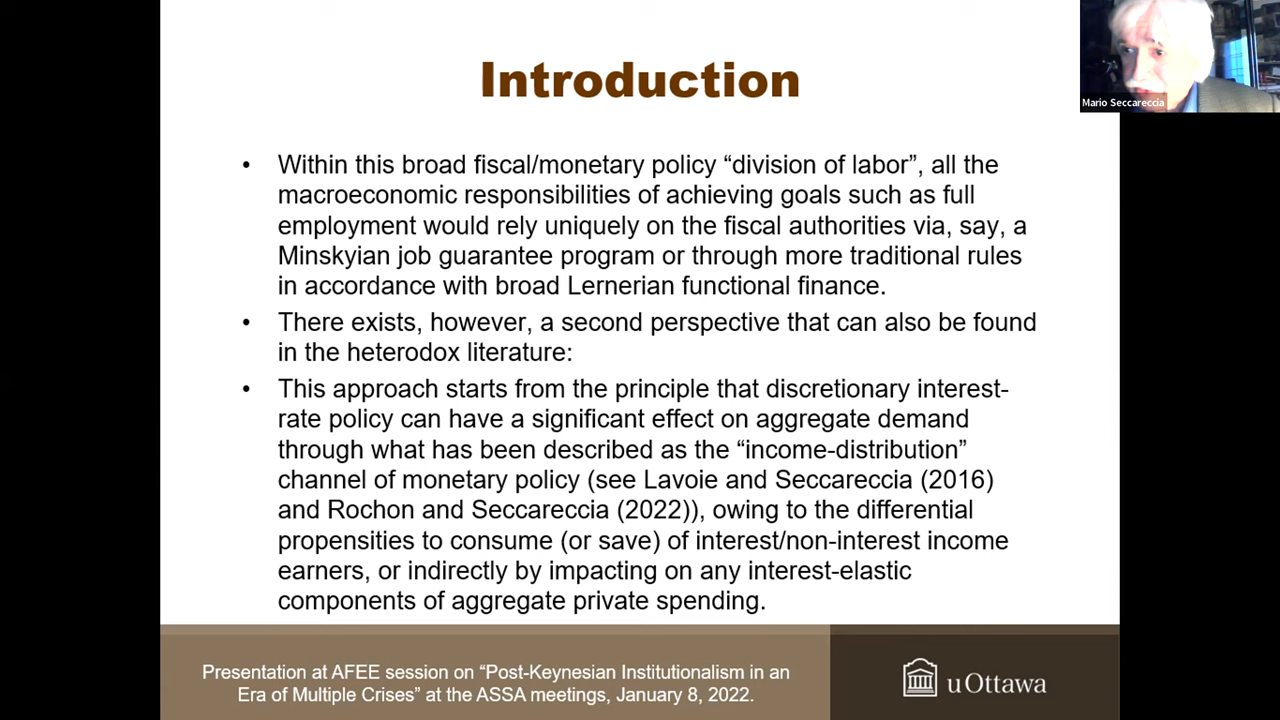 Introduction
Mario Seccareccia
• Within this broad fiscal/monetary policy “division of labor”, all the
macroeconomic responsibilities of achieving goals such as full
employment would rely uniquely on the fiscal authorities via, say, a
Minskyian job guarantee program or through more traditional rules
in accordance with broad Lernerian functional finance.
• There exists, however, a second perspective that can also be found
in the heterodox literature:
• This approach starts from the principle that discretionary interest-
rate policy can have a significant effect on aggregate demand
through what has been described as the “income-distribution”
channel of monetary policy (see Lavoie and Seccareccia (2016)
and Rochon and Seccareccia (2022)), owing to the differential
propensities to consume (or save) of interest/non-interest income
earners, or indirectly by impacting on any interest-elastic
components of aggregate private spending.
Presentation at AFEE session on “Post-Keynesian Institutionalism in an
Era of Multiple Crises” at the ASSA meetings, January 8, 2022.
uOttawa